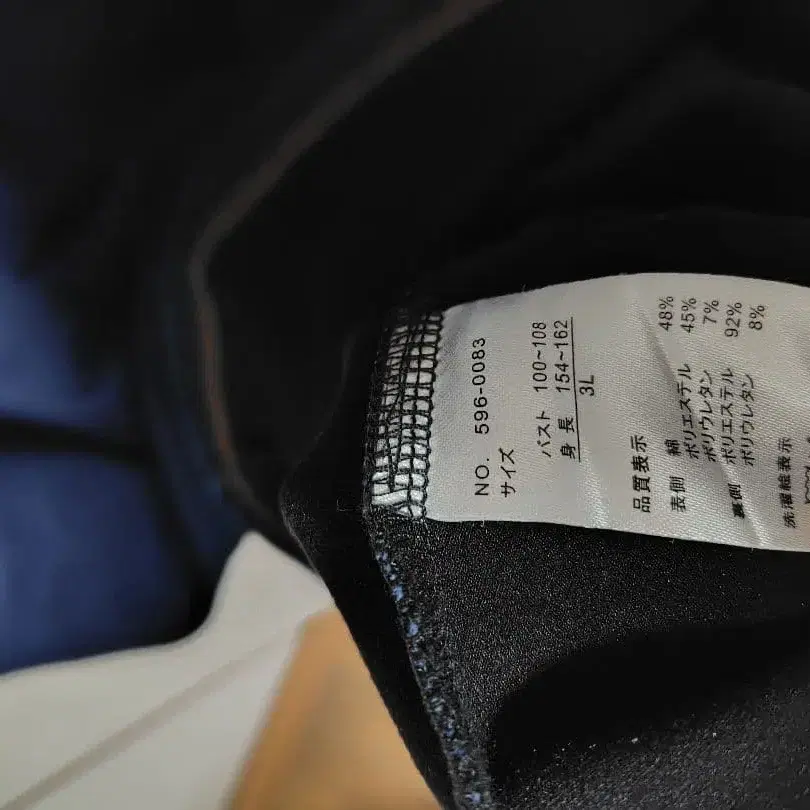 NO. 596-0083
サイズ
バスト 100~108
身長 154~162
3L
品質表示
表側 綿 48%
ポリエステル 45%
ポリウレタン 7%
裏側 ポリエステル 92%
ポリウレタン 8%
洗濯絵表示